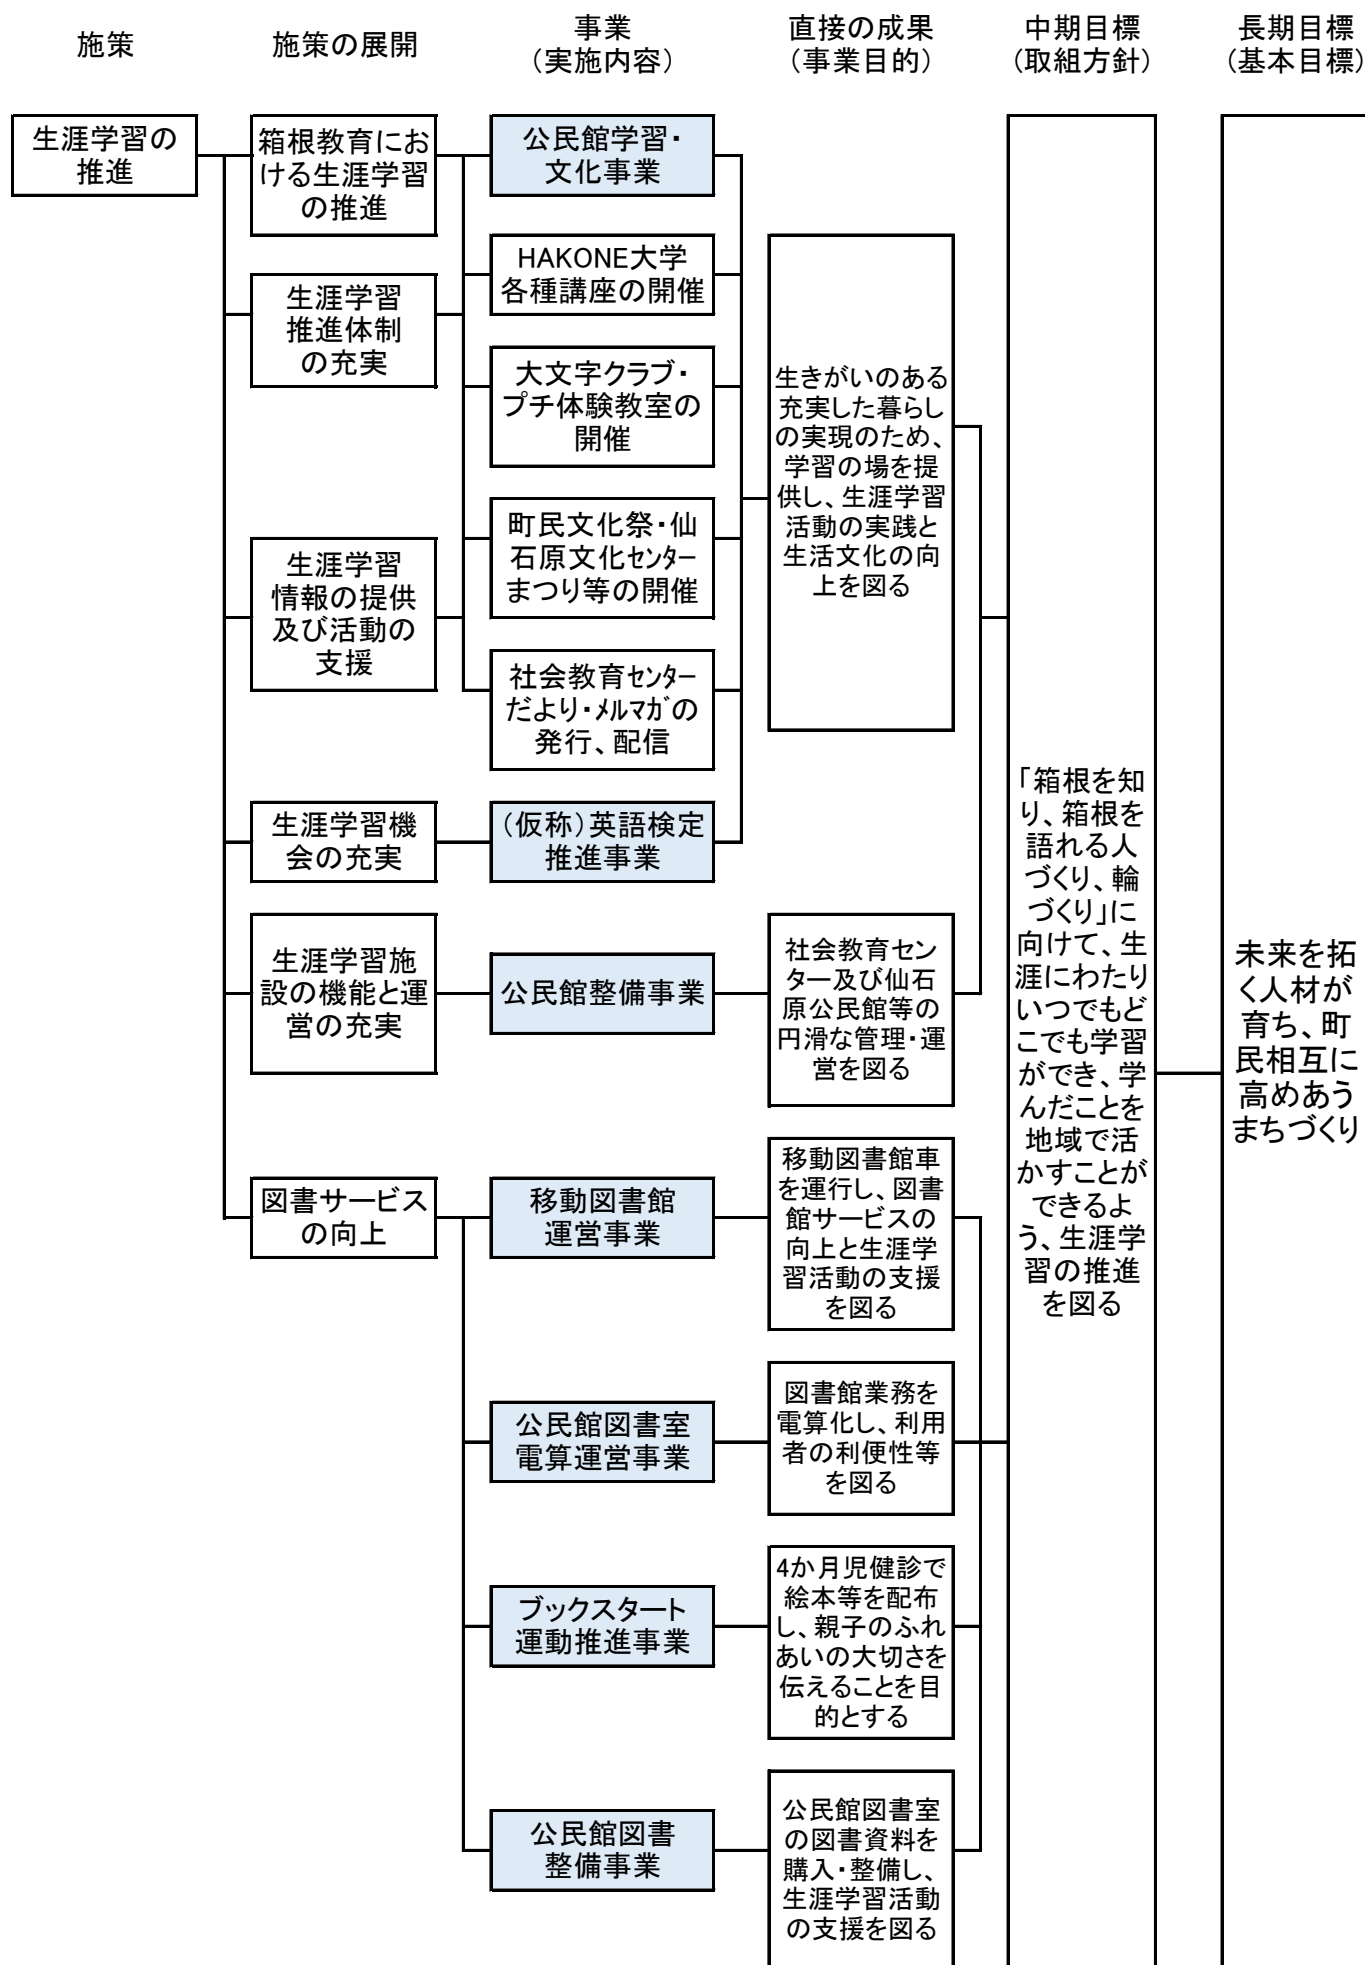 施策
施策の展開
事業
（実施内容）
直接の成果
（事業目的）
中期目標
（取組方針）
長期目標
（基本目標）
生涯学習の
推進
箱根教育にお
ける生涯学習
の推進
生涯学習
推進体制
の充実
生涯学習
情報の提供
及び活動の
支援
生涯学習機
会の充実
生涯学習施
設の機能と運
営の充実
図書サービス
の向上
公民館学習・
文化事業
HAKONE大学
各種講座の開催
大文字クラブ・
プチ体験教室の
開催
町民文化祭・仙
石原文化ｾﾝﾀｰ
まつり等の開催
社会教育ｾﾝﾀｰ
だより・ﾒﾙﾏｶﾞの
発行、配信
（仮称）英語検定
推進事業
公民館整備事業
移動図書館
運営事業
公民館図書室
電算運営事業
ブックスタート
運動推進事業
公民館図書
整備事業
生きがいのある
充実した暮らし
の実現のため、
学習の場を提
供し、生涯学習
活動の実践と
生活文化の向
上を図る
社会教育セン
ター及び仙石
原公民館等の
円滑な管理・運
営を図る
移動図書館車
を運行し、図書
館サービスの
向上と生涯学
習活動の支援
を図る
図書館業務を
電算化し、利用
者の利便性等
を図る
4か月児健診で
絵本等を配布
し、親子のふれ
あいの大切さを
伝えることを目
的とする
公民館図書室
の図書資料を
購入・整備し、
生涯学習活動
の支援を図る
「箱根を知
り、箱根を
語れる人
づくり、輪
づくり」に
向けて、生
涯にわたり
いつでもど
こでも学習
ができ、学
んだことを
地域で活
かすことが
できるよ
う、生涯学
習の推進
を図る
未来を拓
く人材が
育ち、町
民相互に
高めあう
まちづくり